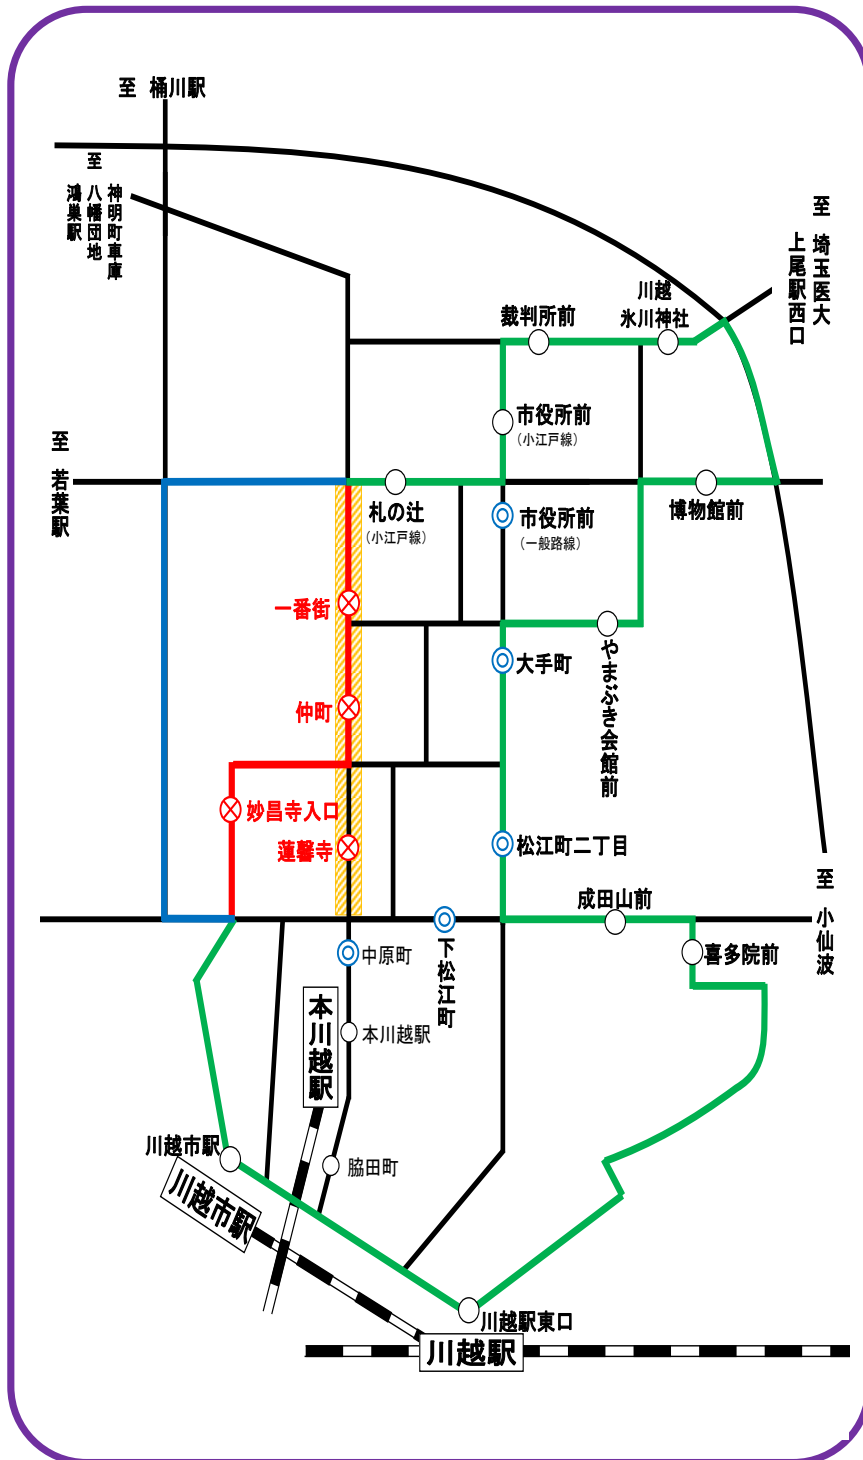 至 桶川駅
至 八幡団地
神明町車庫
鴻巣駅
至 埼玉医大
上尾駅西口
川越
氷川神社
裁判所前
市役所前
(小江戸線)
至 若葉駅
札の辻
(小江戸線)
市役所前
(一般路線)
博物館前
一番街
大手町
やまぶき会館前
仲町
妙昌寺入口
蓮馨寺
松江町二丁目
成田山前
至 小仙波
中原町
下松江町
喜多院前
本川越駅
本川越駅
川越市駅
脇田町
川越市駅
川越駅東口
川越駅